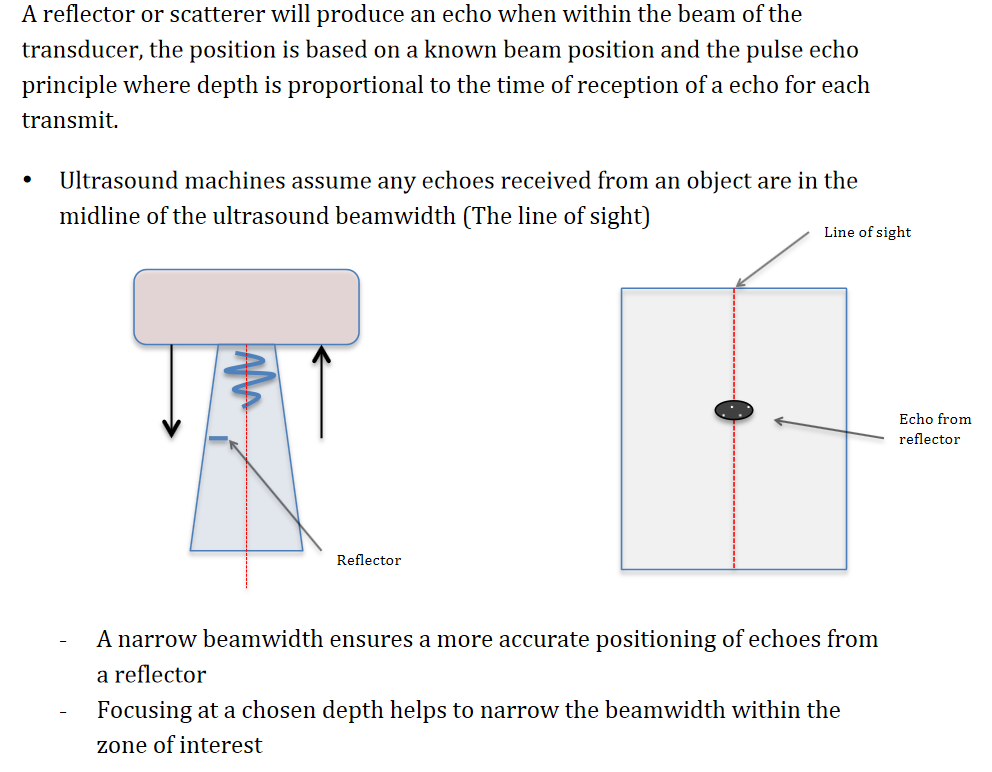 A reflector or scatterer will produce an echo when within the beam of the
transducer, the position is based on a known beam position and the pulse echo
principle where depth is proportional to the time of reception of a echo for each
transmit.
• Ultrasound machines assume any echoes received from an object are in the
midline of the ultrasound beamwidth (The line of sight)
Line of sight
Echo from
reflector
Reflector
- A narrow beamwidth ensures a more accurate positioning of echoes from
a reflector
- Focusing at a chosen depth helps to narrow the beamwidth within the
zone of interest